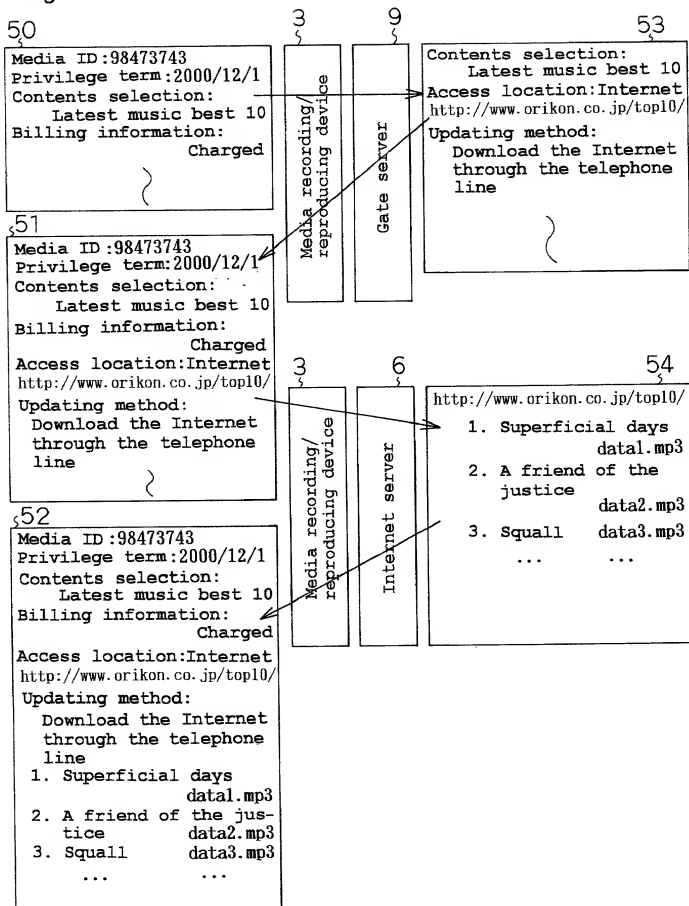 50
Media ID:98473743
Privilege term:2000/12/1
Contents selection:
Latest music best 10
Billing information:
Charged
3
Media recording/
reproducing device
9
Gate server
53
Contents selection:
Latest music best 10
Access location:Internet
http://www.orikon.co.jp/top10/
Updating method:
Download the Internet
through the telephone
line
51
Media ID:98473743
Privilege term:2000/12/1
Contents selection:
Latest music best 10
Billing information:
Charged
Access location:Internet
http://www.orikon.co.jp/top10/
Updating method:
Download the Internet
through the telephone
line
3
Media recording/
reproducing device
6
Internet server
54
http://www.orikon.co.jp/top10/
1. Superficial days
data1.mp3
2. A friend of the
justice
data2.mp3
3. Squall data3.mp3
... ...
52
Media ID:98473743
Privilege term:2000/12/1
Contents selection:
Latest music best 10
Billing information:
Charged
Access location:Internet
http://www.orikon.co.jp/top10/
Updating method:
Download the Internet
through the telephone
line
1. Superficial days
data1.mp3
2. A friend of the jus-
tice data2.mp3
3. Squall data3.mp3
... ...